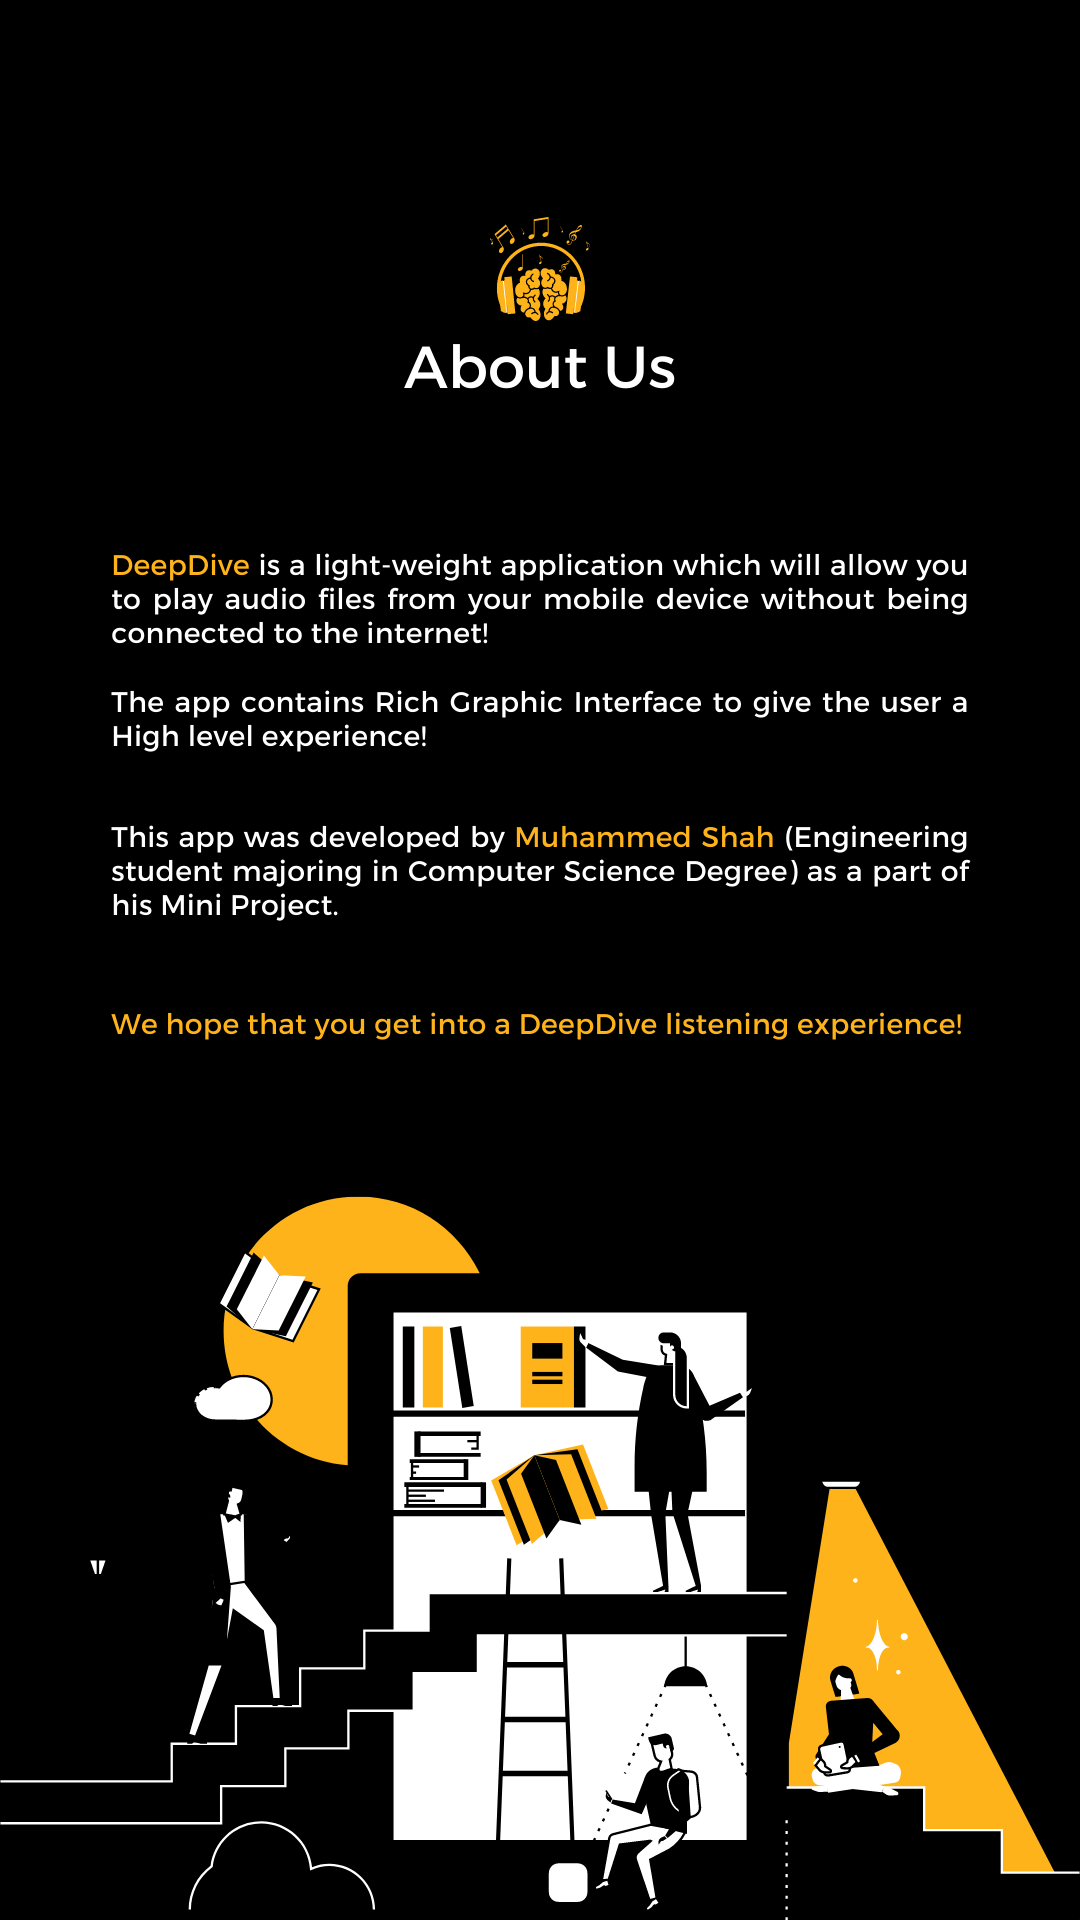 About Us
DeepDive is a light-weight application which will allow you
to play audio files from your mobile device without being
connected to the internet!
The app contains Rich Graphic Interface to give the user a
High level experience!
This app was developed by Muhammed Shah (Engineering
student majoring in Computer Science Degree) as a part of
his Mini Project.
We hope that you get into a DeepDive listening experience!